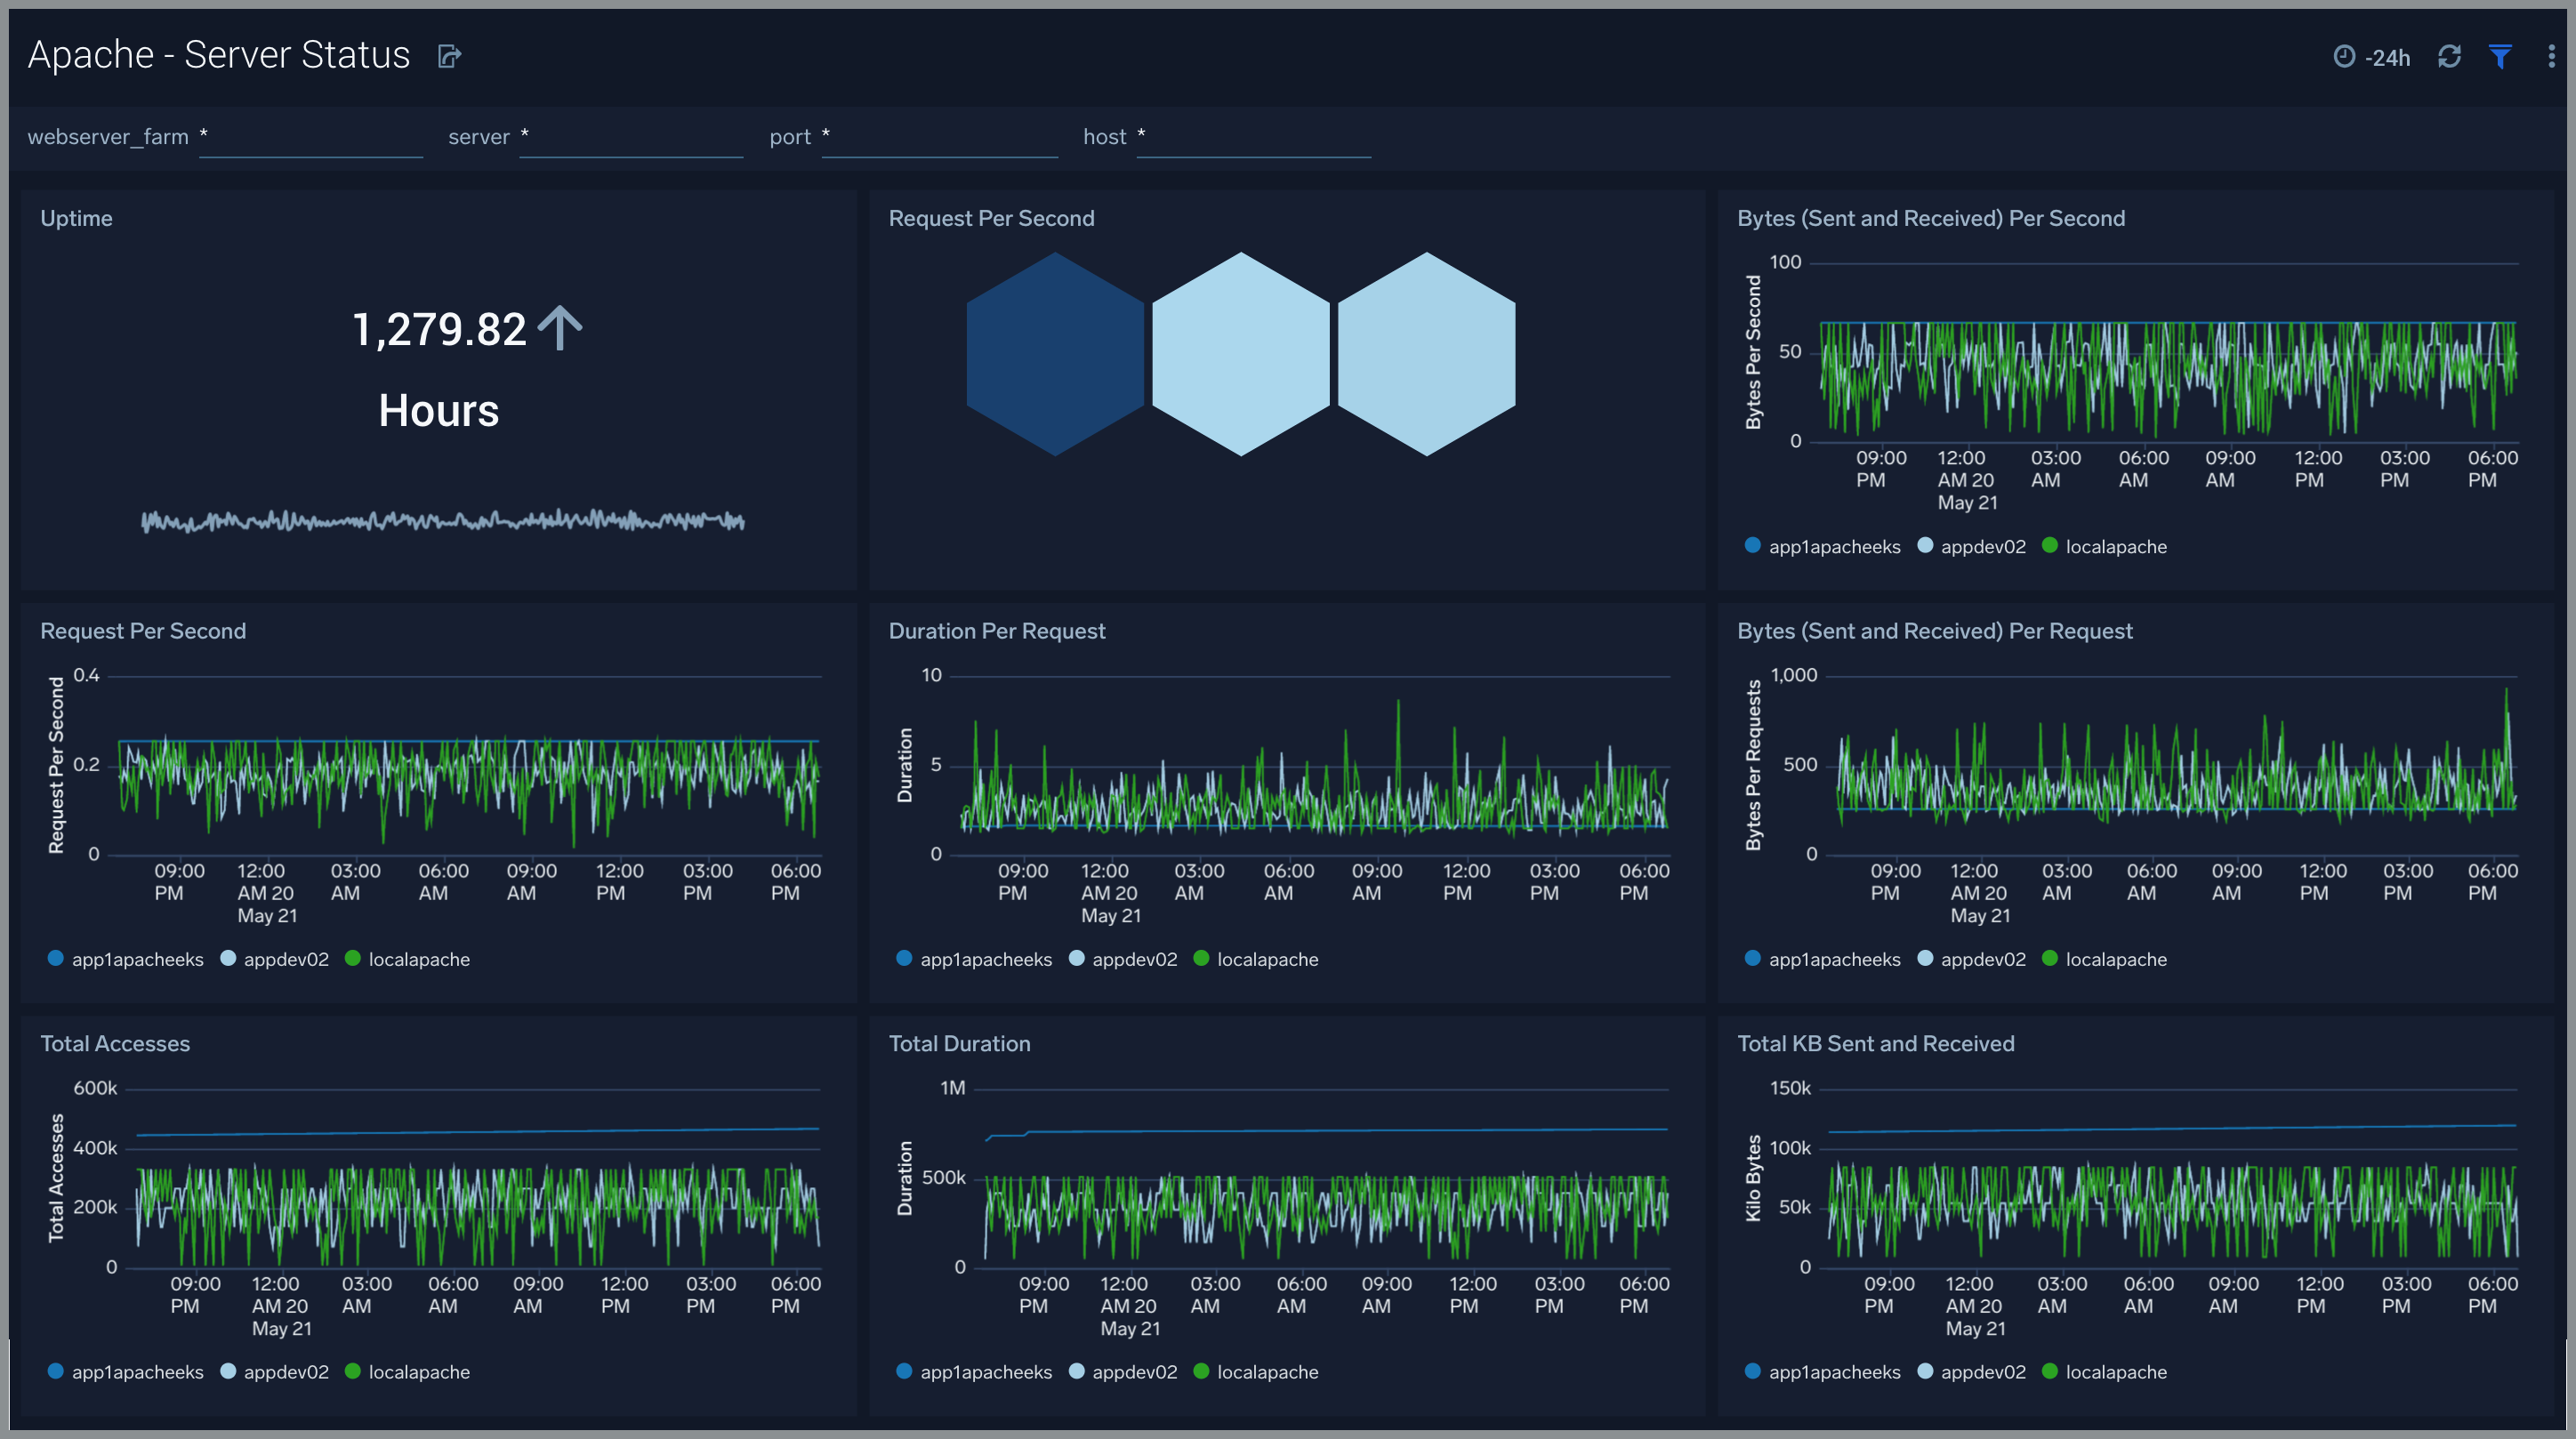 Apache - Server Status
-24h
webserver_farm * server * port * host *
Uptime
1,279.82
Hours
Request Per Second
Bytes (Sent and Received) Per Second
Bytes Per Second
100
50
0
09:00 PM
12:00 AM 20 May 21
03:00 AM
06:00 AM
09:00 AM
12:00 PM
03:00 PM
06:00 PM
app1apacheeks appdev02 localapache
Request Per Second
Request Per Second
0.4
0.2
0
09:00 PM
12:00 AM 20 May 21
03:00 AM
06:00 AM
09:00 AM
12:00 PM
03:00 PM
06:00 PM
app1apacheeks appdev02 localapache
Duration Per Request
Duration
10
5
0
09:00 PM
12:00 AM 20 May 21
03:00 AM
06:00 AM
09:00 AM
12:00 PM
03:00 PM
06:00 PM
app1apacheeks appdev02 localapache
Bytes (Sent and Received) Per Request
Bytes Per Requests
1,000
500
0
09:00 PM
12:00 AM 20 May 21
03:00 AM
06:00 AM
09:00 AM
12:00 PM
03:00 PM
06:00 PM
app1apacheeks appdev02 localapache
Total Accesses
Total Accesses
600k
400k
200k
0
09:00 PM
12:00 AM 20 May 21
03:00 AM
06:00 AM
09:00 AM
12:00 PM
03:00 PM
06:00 PM
app1apacheeks appdev02 localapache
Total Duration
Duration
1M
500k
0
09:00 PM
12:00 AM 20 May 21
03:00 AM
06:00 AM
09:00 AM
12:00 PM
03:00 PM
06:00 PM
app1apacheeks appdev02 localapache
Total KB Sent and Received
Kilo Bytes
150k
100k
50k
0
09:00 PM
12:00 AM 20 May 21
03:00 AM
06:00 AM
09:00 AM
12:00 PM
03:00 PM
06:00 PM
app1apacheeks appdev02 localapache